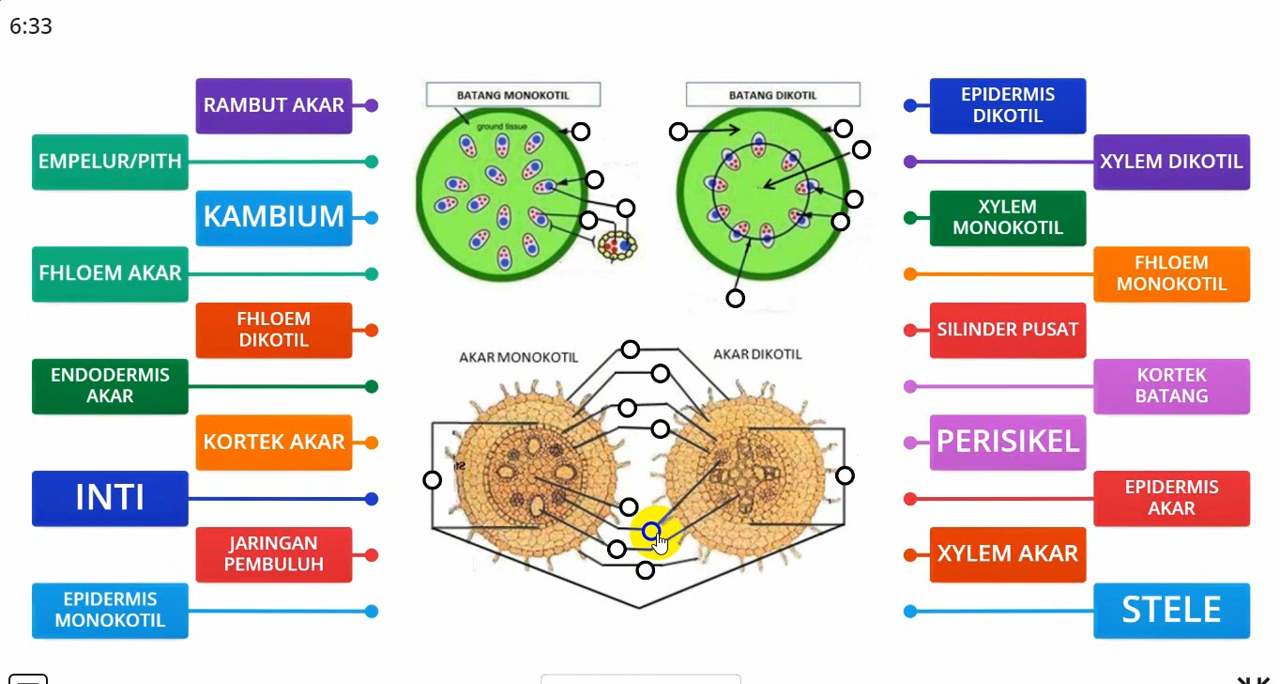 6:33
RAMBUT AKAR
EMPELUR/PITH
KAMBIUM
FHLOEM AKAR
FHLOEM
DIKOTIL
ENDODERMIS
AKAR
KORTEK AKAR
INTI
JARINGAN
PEMBULUH
EPIDERMIS
MONOKOTIL
BATANG MONOKOTIL
ground tissue
BATANG DIKOTIL
AKAR MONOKOTIL
AKAR DIKOTIL
EPIDERMIS
DIKOTIL
XYLEM DIKOTIL
XYLEM
MONOKOTIL
FHLOEM
MONOKOTIL
SILINDER PUSAT
KORTEK
BATANG
PERISIKEL
EPIDERMIS
AKAR
XYLEM AKAR
STELE